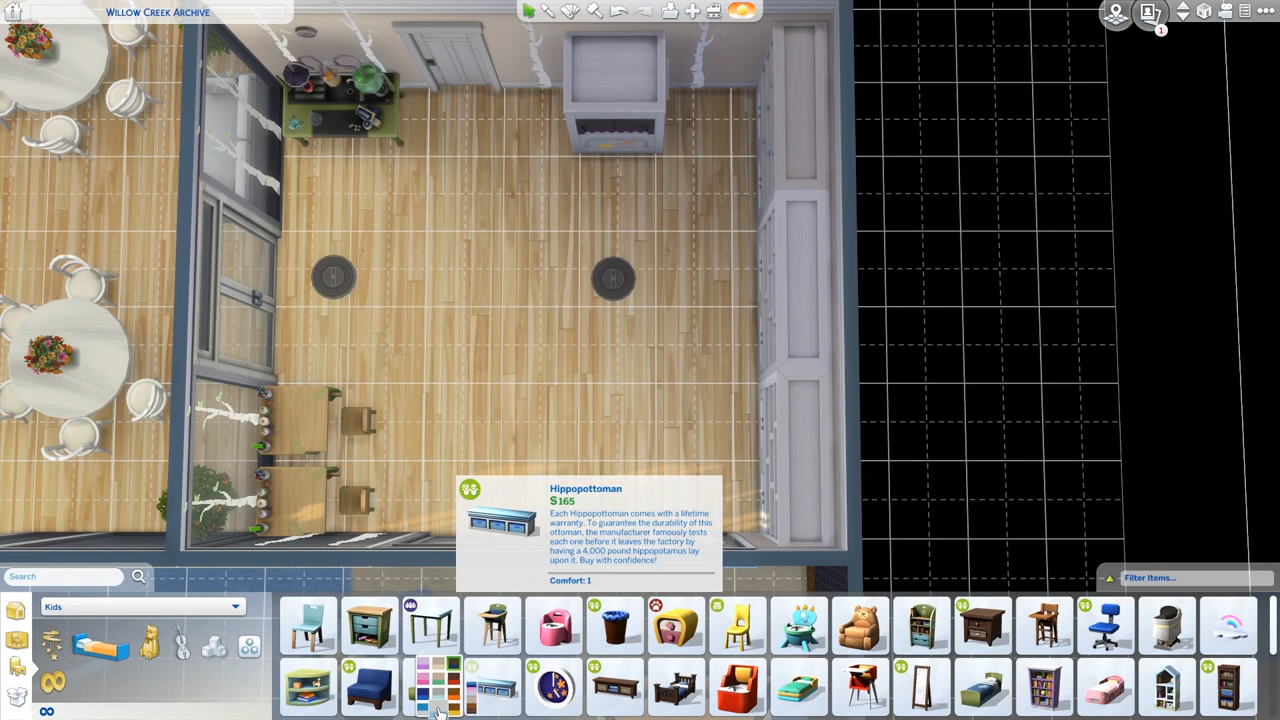 WILLOW CREEK ARCHIVE
1
Hippopottoman
§165
Each Hippopottoman comes with a lifetime
warranty. To guarantee the durability of this
ottoman, the manufacturer famously tests
each one before it leaves the factory by
having a 4,000 pound hippopotamus lay
upon it. Buy with confidence!
Comfort: 1
Search
Filter Items...
Kids